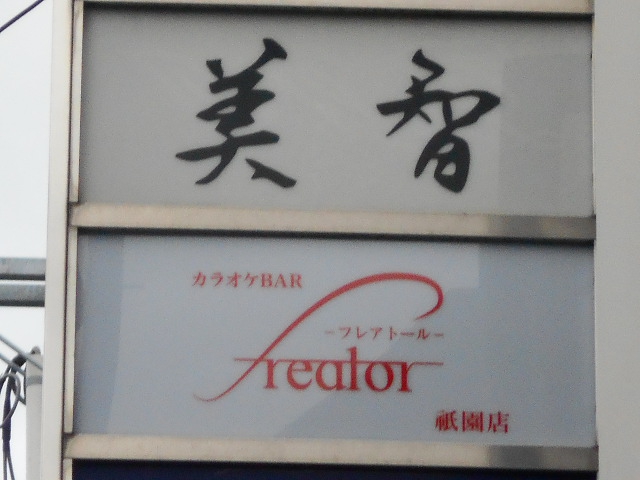 美智
カラオケBAR
－フレアトール－
freator
祇園店